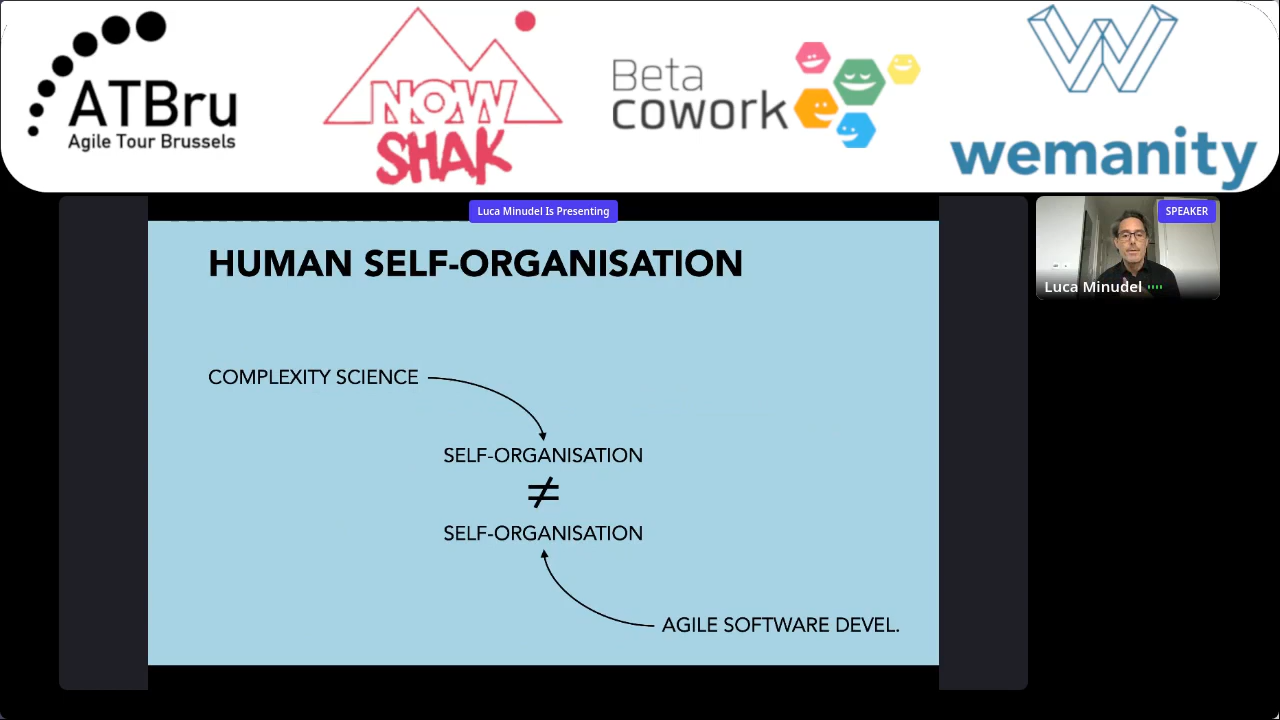 ATBru
Agile Tour Brussels
NOW
SHAK
Beta
cowork
wemanity
Luca Minudel Is Presenting
SPEAKER
Luca Minudel
HUMAN SELF-ORGANISATION
COMPLEXITY SCIENCE
SELF-ORGANISATION
≠
SELF-ORGANISATION
AGILE SOFTWARE DEVEL.